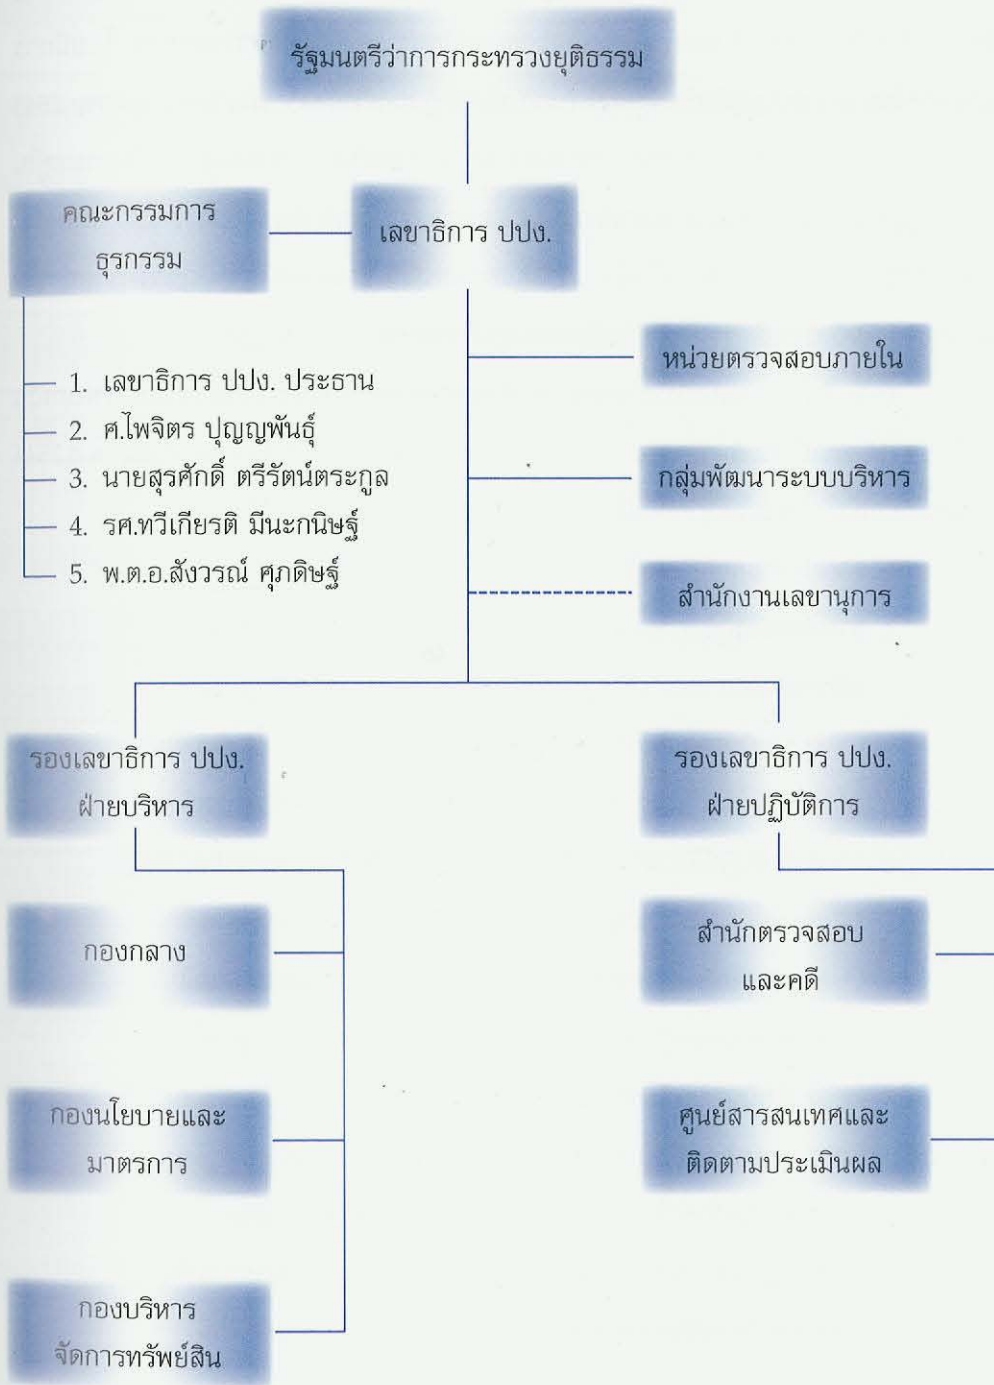 รัฐมนตรีว่าการกระทรวงยุติธรรม
คณะกรรมการ
ธุรกรรม
เลขาธิการ ปปง.
1. เลขาธิการ ปปง. ประธาน
2. ศ.ไพจิตร ปุญญพันธุ์
3. นายสุรศักดิ์ ตรีรัตน์ตระกูล
4. รศ.ทวีเกียรติ มีนะกนิษฐ์
5. พ.ต.อ.สังวรณ์ ศุภดิษฐ์
หน่วยตรวจสอบภายใน
กลุ่มพัฒนาระบบบริหาร
สำนักงานเลขานุการ
รองเลขาธิการ ปปง.
ฝ่ายบริหาร
รองเลขาธิการ ปปง.
ฝ่ายปฏิบัติการ
กองกลาง
กองนโยบายและ
มาตรการ
กองบริหาร
จัดการทรัพย์สิน
สำนักตรวจสอบ
และคดี
ศูนย์สารสนเทศและ
ติดตามประเมินผล